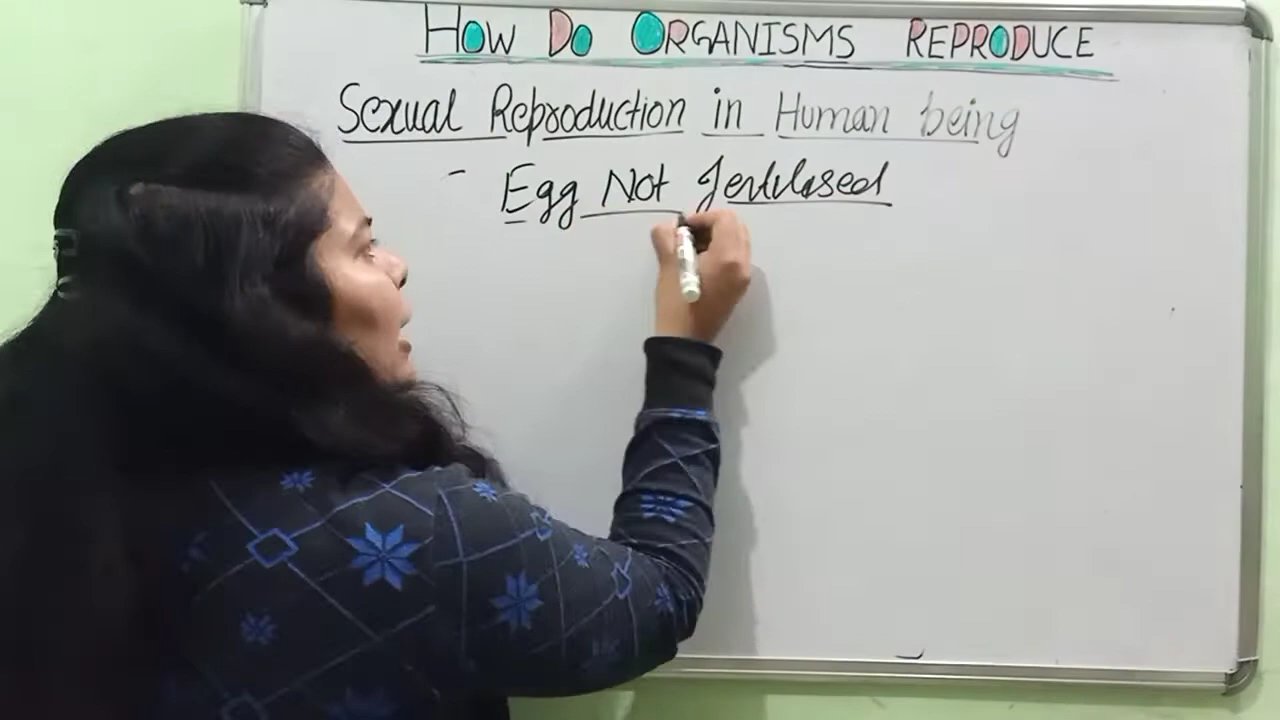 HOW DO ORGANISMS REPRODUCE
Sexual Reproduction in Human being
- Egg Not fertilised